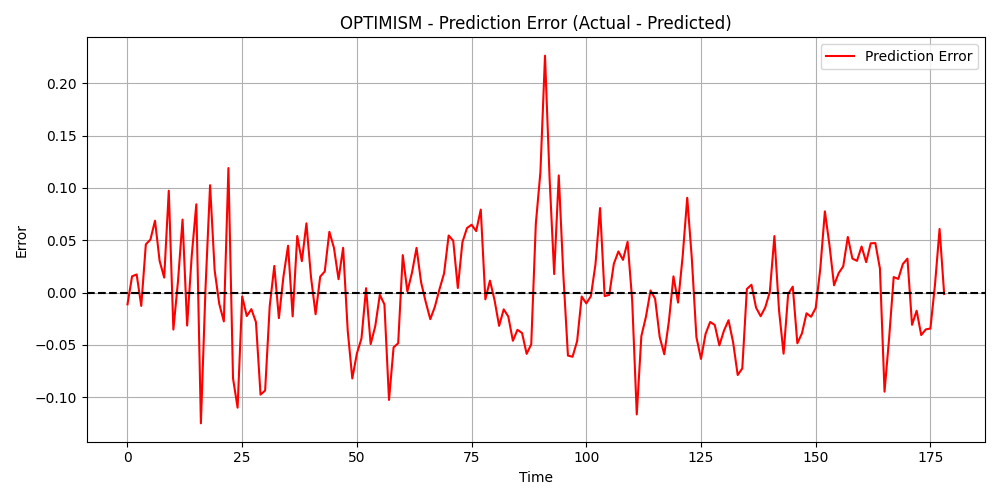 OPTIMISM - Prediction Error (Actual - Predicted)
Prediction Error
Error
0.20
0.15
0.10
0.05
0.00
−0.05
−0.10
0 25 50 75 100 125 150 175
Time